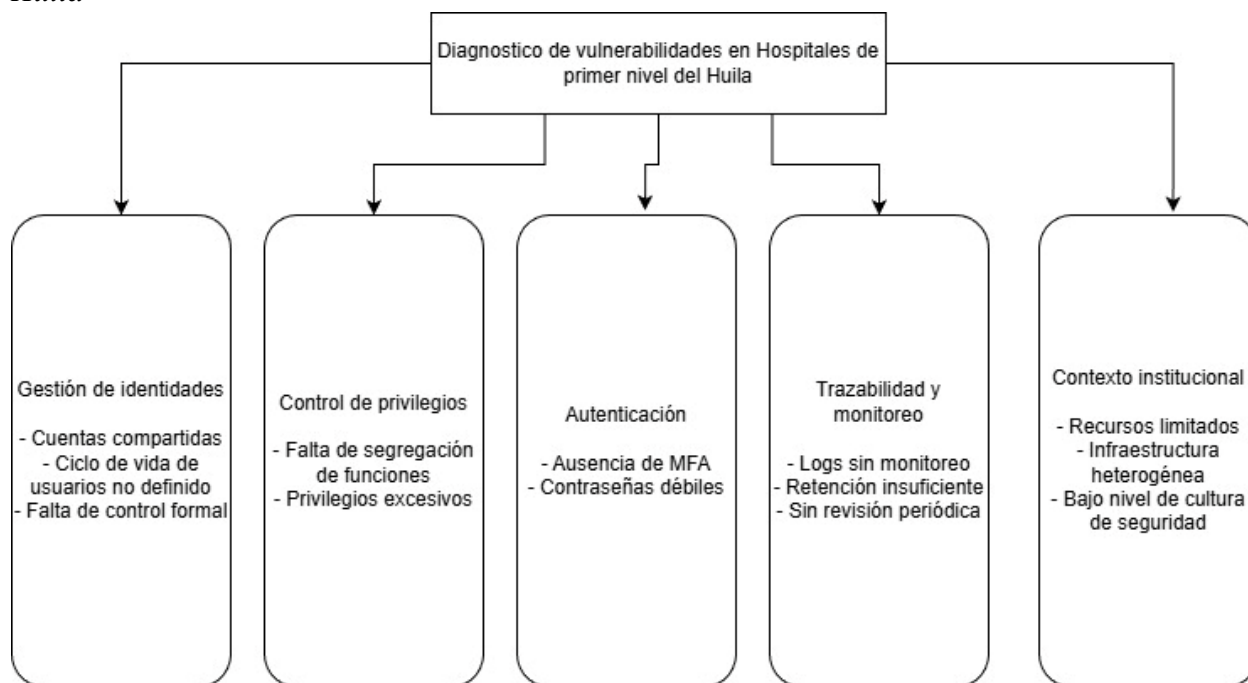 Diagnostico de vulnerabilidades en Hospitales de
primer nivel del Huila
Gestión de identidades
- Cuentas compartidas
- Ciclo de vida de
usuarios no definido
- Falta de control formal
Control de privilegios
- Falta de segregación
de funciones
- Privilegios excesivos
Autenticación
- Ausencia de MFA
- Contraseñas débiles
Trazabilidad y
monitoreo
- Logs sin monitoreo
- Retención insuficiente
- Sin revisión periódica
Contexto institucional
- Recursos limitados
- Infraestructura
heterogénea
- Bajo nivel de cultura
de seguridad